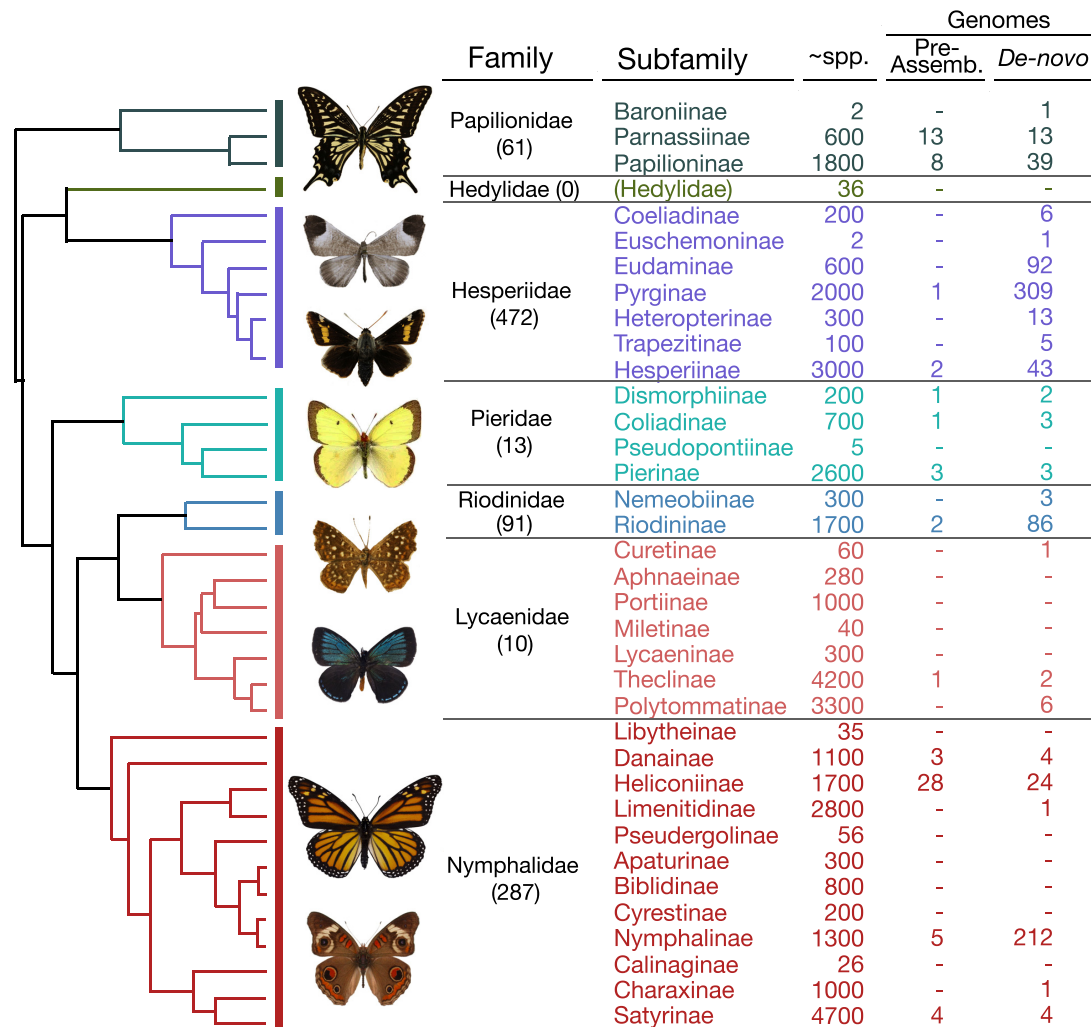 Genomes
Family Subfamily ~spp. Pre-Assemb. De-novo
Papilionidae (61)
Baroniinae 2 - 1
Parnassiinae 600 13 13
Papilioninae 1800 8 39
Hedylidae (0) (Hedylidae) 36 - -
Hesperiidae (472)
Coeliadinae 200 - 6
Euschemoninae 2 - 1
Eudaminae 600 - 92
Pyrginae 2000 1 309
Heteropterinae 300 - 13
Trapezitinae 100 - 5
Hesperiinae 3000 2 43
Pieridae (13)
Dismorphiinae 200 1 2
Coliadinae 700 1 3
Pseudopontiinae 5 - -
Pierinae 2600 3 3
Riodinidae (91)
Nemeobiinae 300 - 3
Riodininae 1700 2 86
Lycaenidae (10)
Curetinae 60 - 1
Aphnaeinae 280 - -
Portiinae 1000 - -
Miletinae 40 - -
Lycaeninae 300 - -
Theclinae 4200 1 2
Polytommatinae 3300 - 6
Nymphalidae (287)
Libytheinae 35 - -
Danainae 1100 3 4
Heliconiinae 1700 28 24
Limenitidinae 2800 - 1
Pseudergolinae 56 - -
Apaturinae 300 - -
Biblidinae 800 - -
Cyrestinae 200 - -
Nymphalinae 1300 5 212
Calinaginae 26 - -
Charaxinae 1000 - 1
Satyrinae 4700 4 4